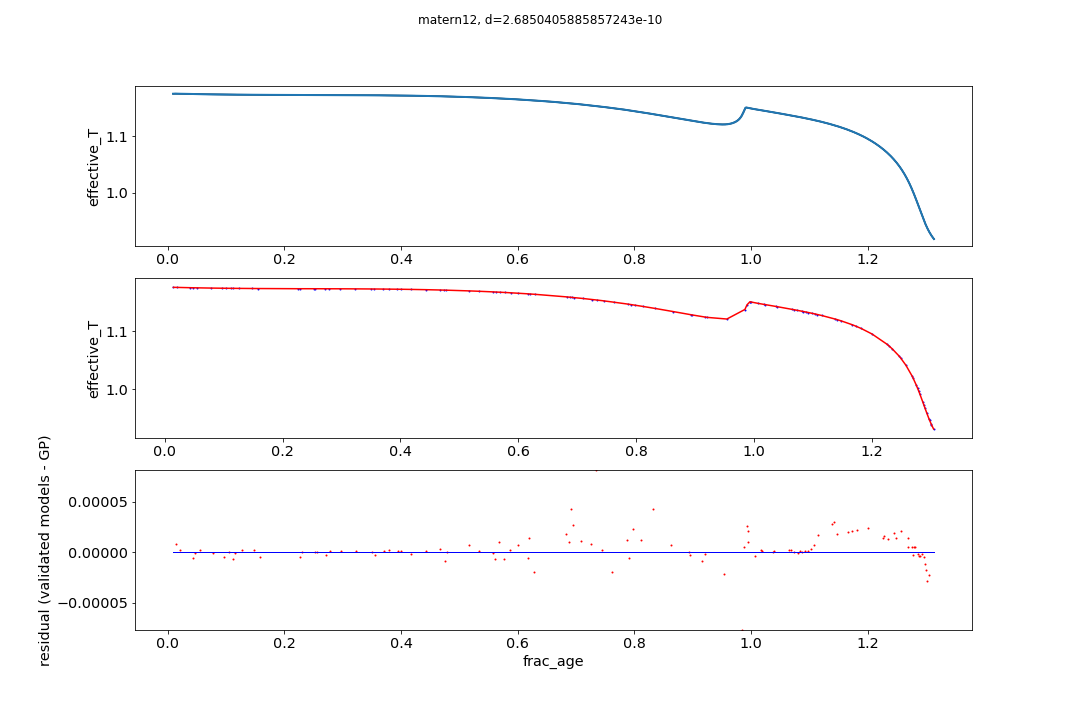 matern12, d=2.6850405885857243e-10
effective_T
1.1
1.0
0.0 0.2 0.4 0.6 0.8 1.0 1.2
effective_T
1.1
1.0
0.0 0.2 0.4 0.6 0.8 1.0 1.2
residual (validated models - GP)
0.00005
0.00000
−0.00005
0.0 0.2 0.4 0.6 0.8 1.0 1.2
frac_age